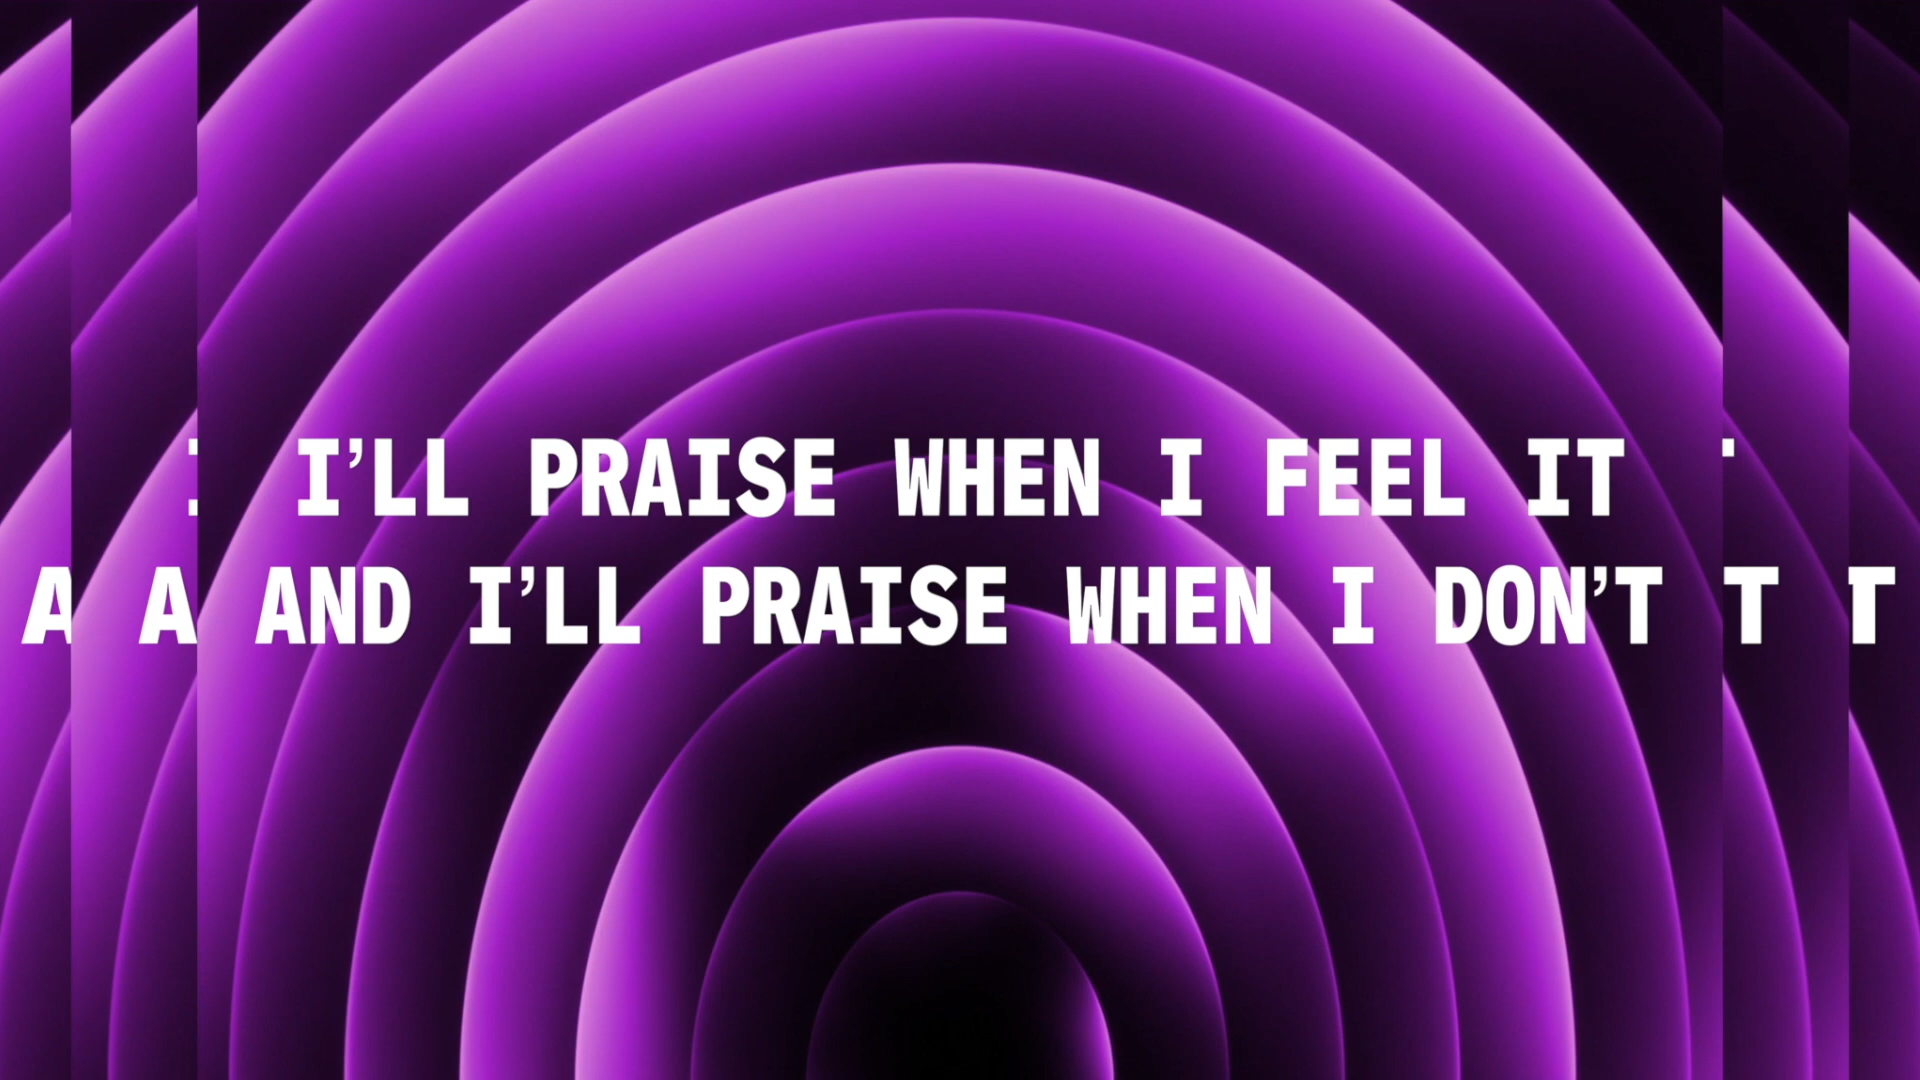 I’LL PRAISE WHEN I FEEL IT
AND I’LL PRAISE WHEN I DON’T